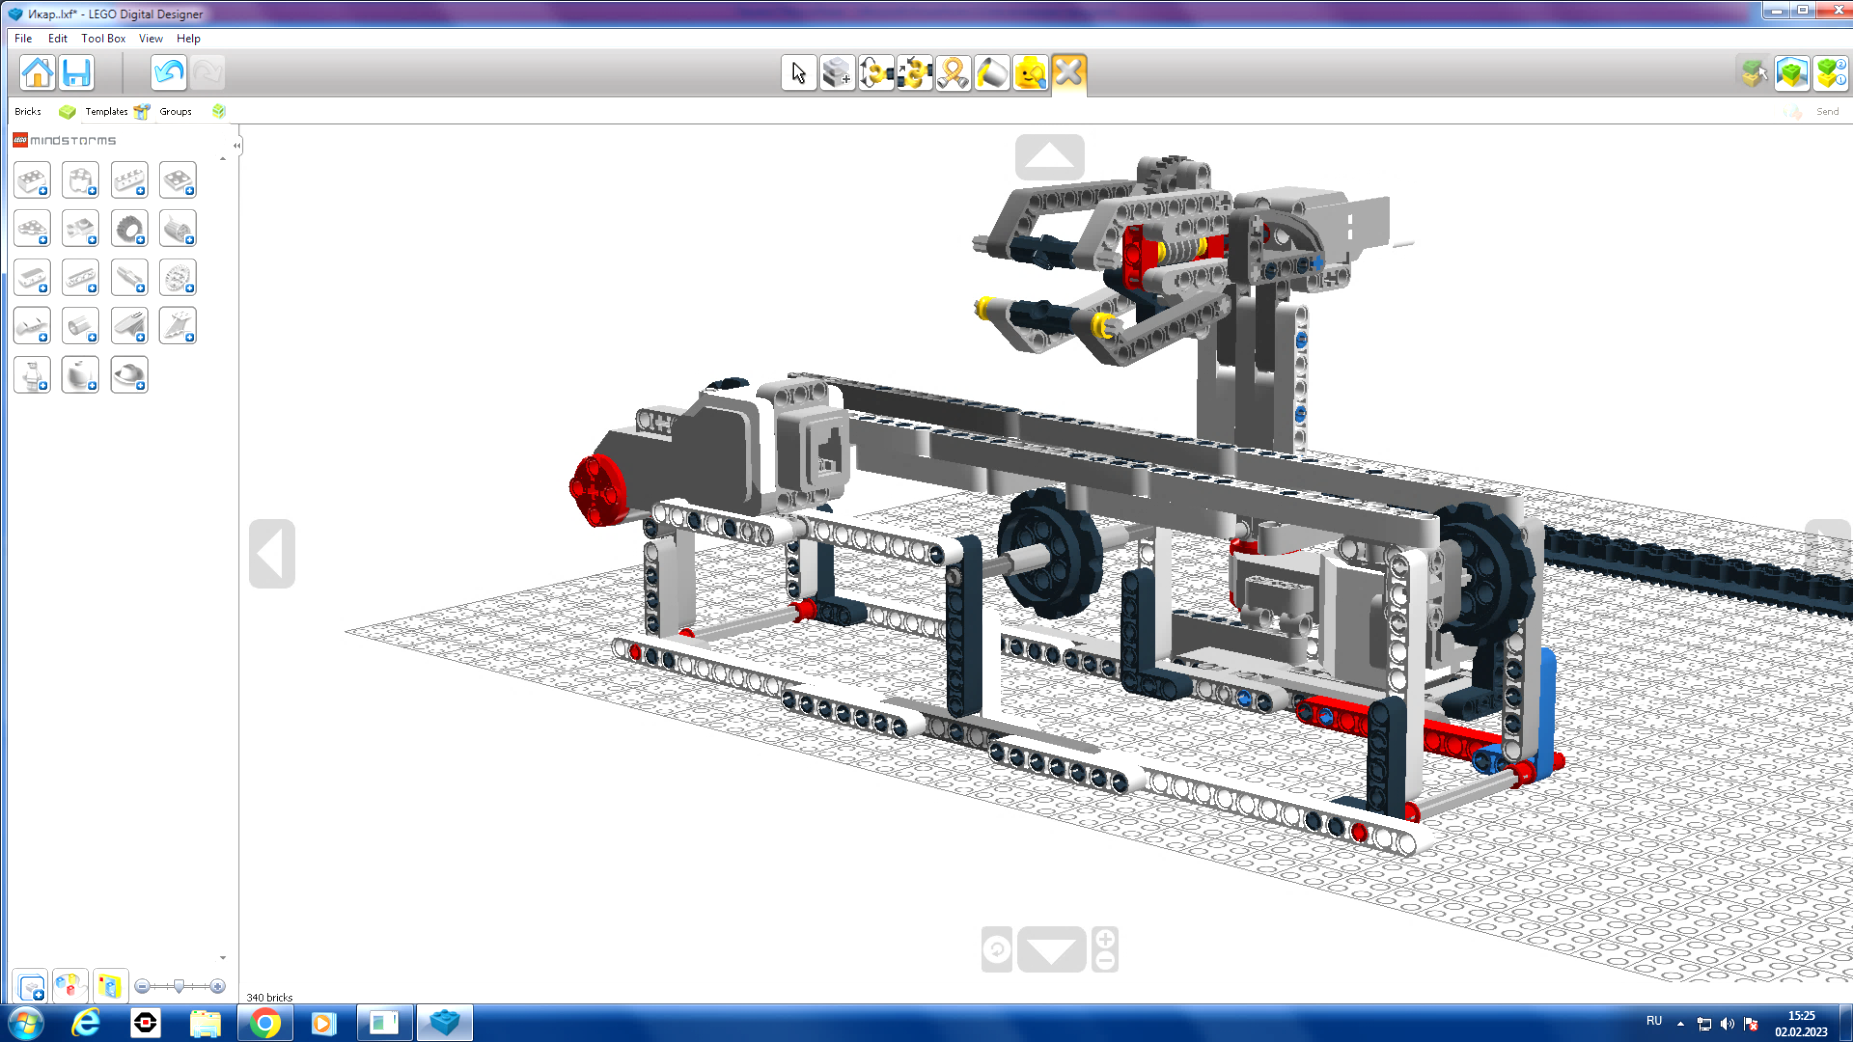 Икар..lxf* - LEGO Digital Designer
File Edit Tool Box View Help
Bricks Templates Groups Send
LEGO mindstorms
340 bricks
RU
15:25
02.02.2023